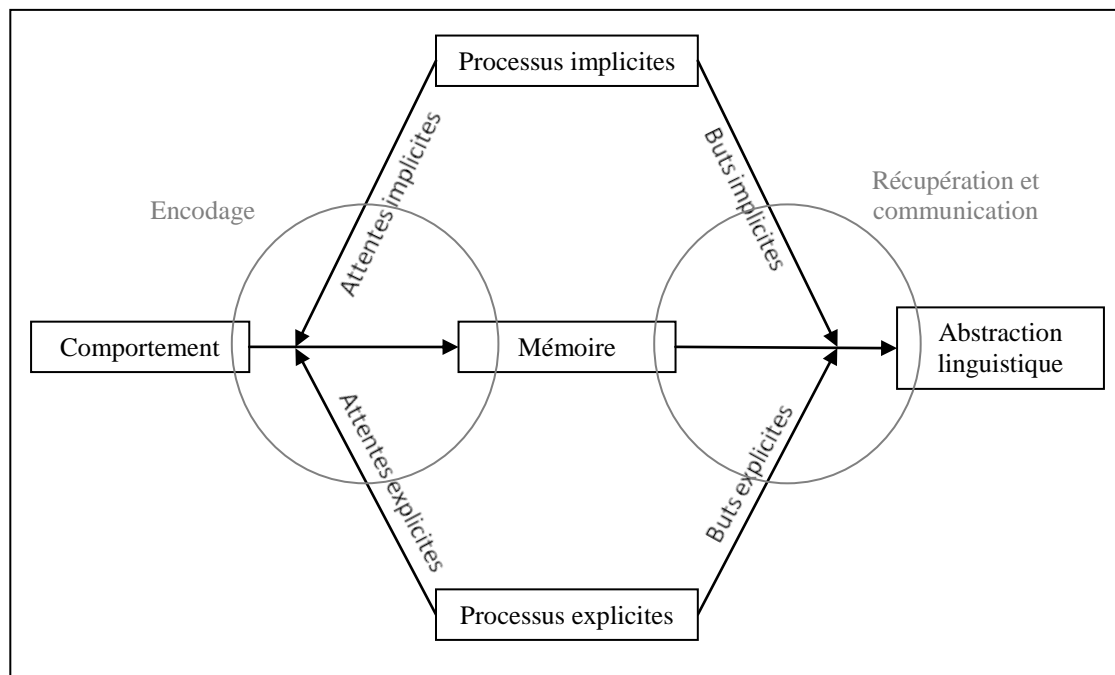 Processus implicites
Attentes implicites
Buts implicites
Encodage
Récupération et
communication
Comportement
Mémoire
Abstraction
linguistique
Attentes explicites
Buts explicites
Processus explicites